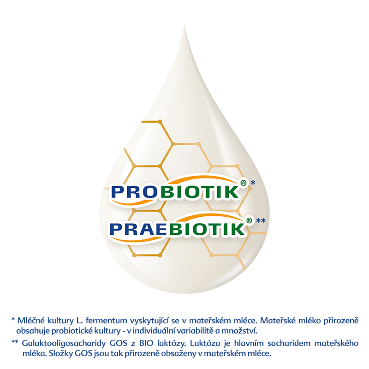 PROBIOTIK®*
PRAEBIOTIK®**
* Mléčné kultury L. fermentum vyskytující se v mateřském mléce. Mateřské mléko přirozeně
obsahuje probiotické kultury - v individuální variabilitě a množství.
** Galaktooligosacharidy GOS z BIO laktózy. Laktóza je hlavním sacharidem mateřského
mléka. Složky GOS jsou tak přirozeně obsaženy v mateřském mléce.